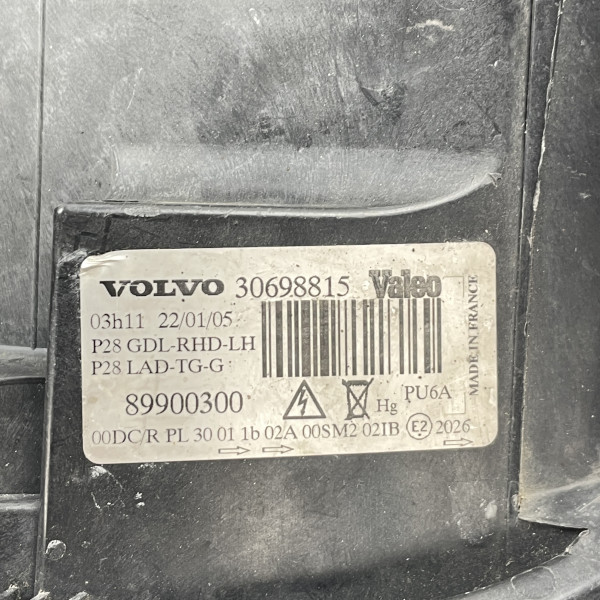 VOLVO 30698815 Valeo
03h11 22/01/05
P28 GDL-RHD-LH
P28 LAD-TG-G
89900300
Hg
PU6A
MADE IN FRANCE
00DC/R PL 30 01 1b 02A 00SM2 02IB E2 2026